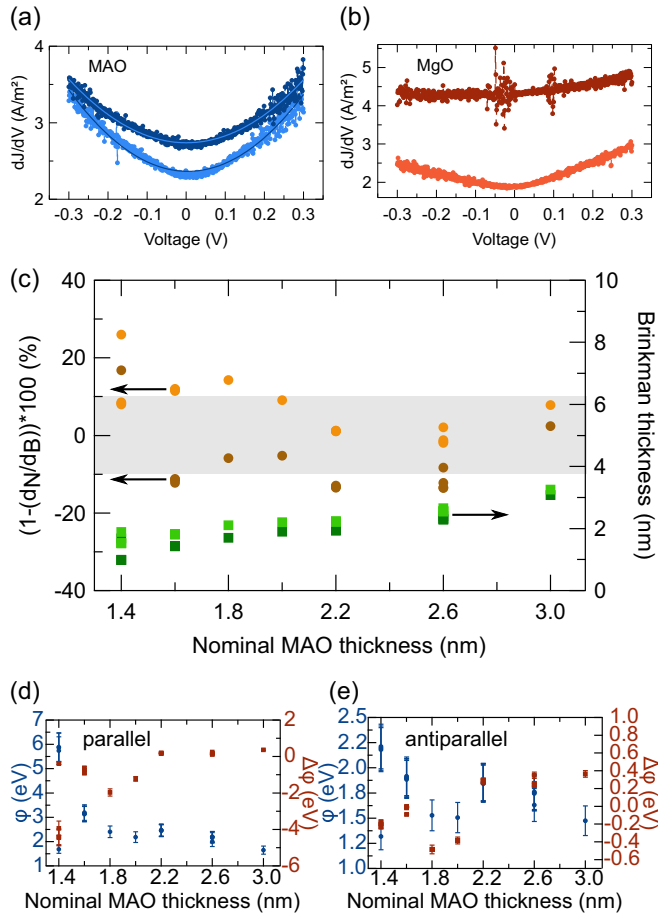 (a)
(b)
MAO
MgO
dJ/dV (A/m²)
4
3
2
dJ/dV (A/m²)
5
4
3
2
-0.3 -0.2 -0.1 0 0.1 0.2 0.3
Voltage (V)
-0.3 -0.2 -0.1 0 0.1 0.2 0.3
Voltage (V)
(c)
(1-(dN/dB))*100 (%)
40
20
0
-20
-40
Brinkman thickness (nm)
10
8
6
4
2
0
1.4 1.6 1.8 2.0 2.2 2.6 3.0
Nominal MAO thickness (nm)
(d)
parallel
φ (eV)
7
6
5
4
3
2
1
Δφ (eV)
2
0
-2
-4
-6
1.4 1.6 1.8 2.0 2.2 2.6 3.0
Nominal MAO thickness (nm)
(e)
antiparallel
φ (eV)
2.5
2.3
2.0
1.8
1.5
1.3
1.0
Δφ (eV)
1.0
0.8
0.6
0.4
0.2
-0.0
-0.2
-0.4
-0.6
1.4 1.6 1.8 2.0 2.2 2.6 3.0
Nominal MAO thickness (nm)